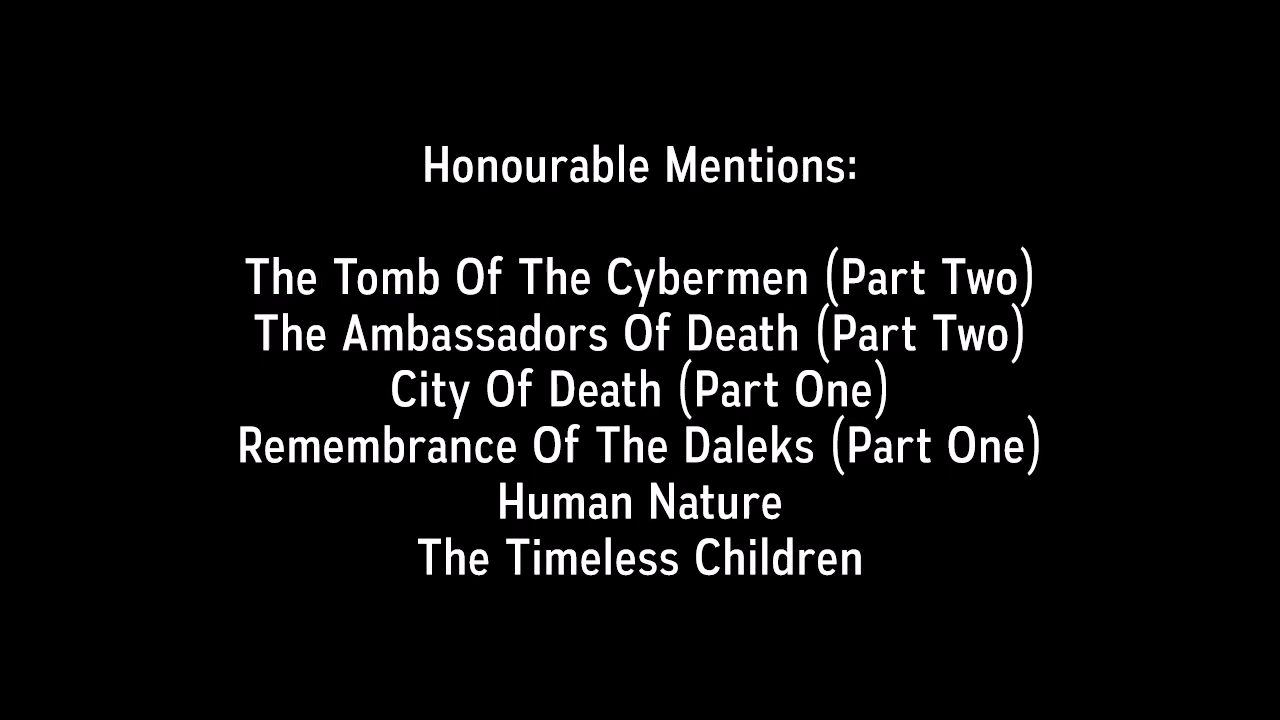 Honourable Mentions:
The Tomb Of The Cybermen (Part Two)
The Ambassadors Of Death (Part Two)
City Of Death (Part One)
Remembrance Of The Daleks (Part One)
Human Nature
The Timeless Children